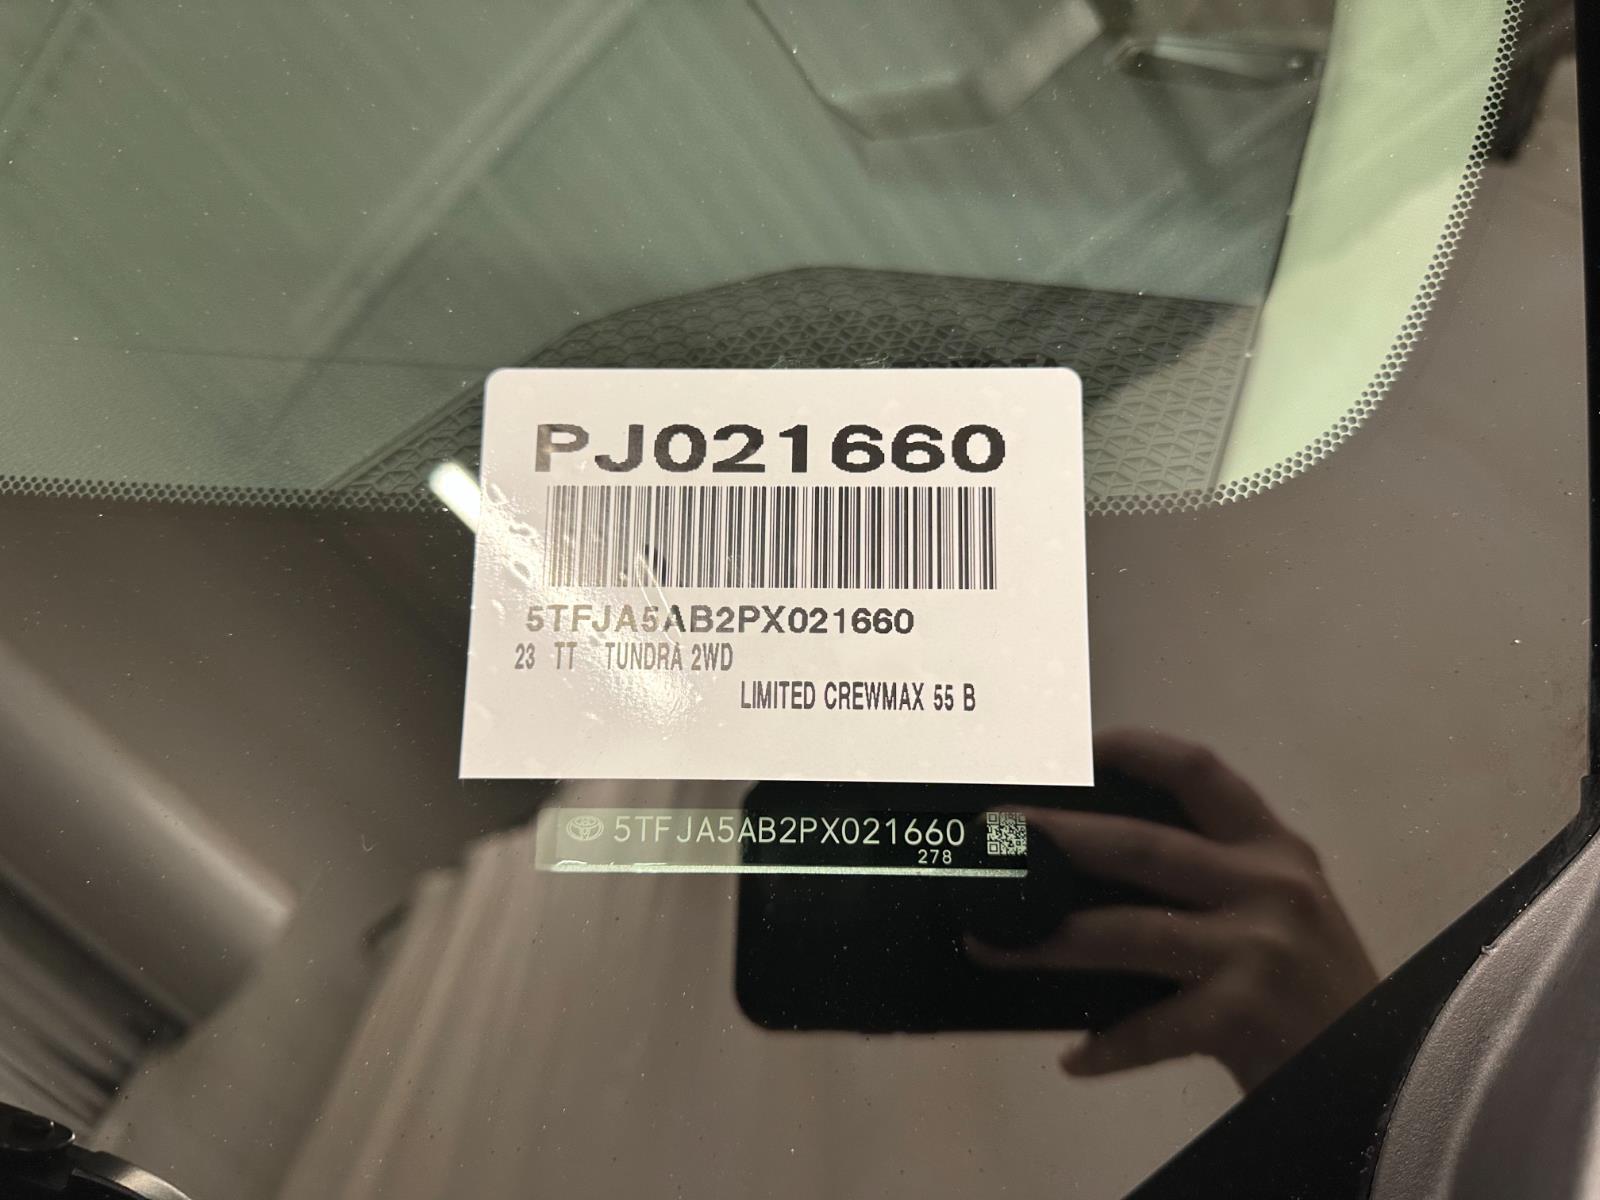 PJ021660
5TFJA5AB2PX021660
23 TT TUNDRA 2WD
LIMITED CREWMAX 55 B
5TFJA5AB2PX021660
278